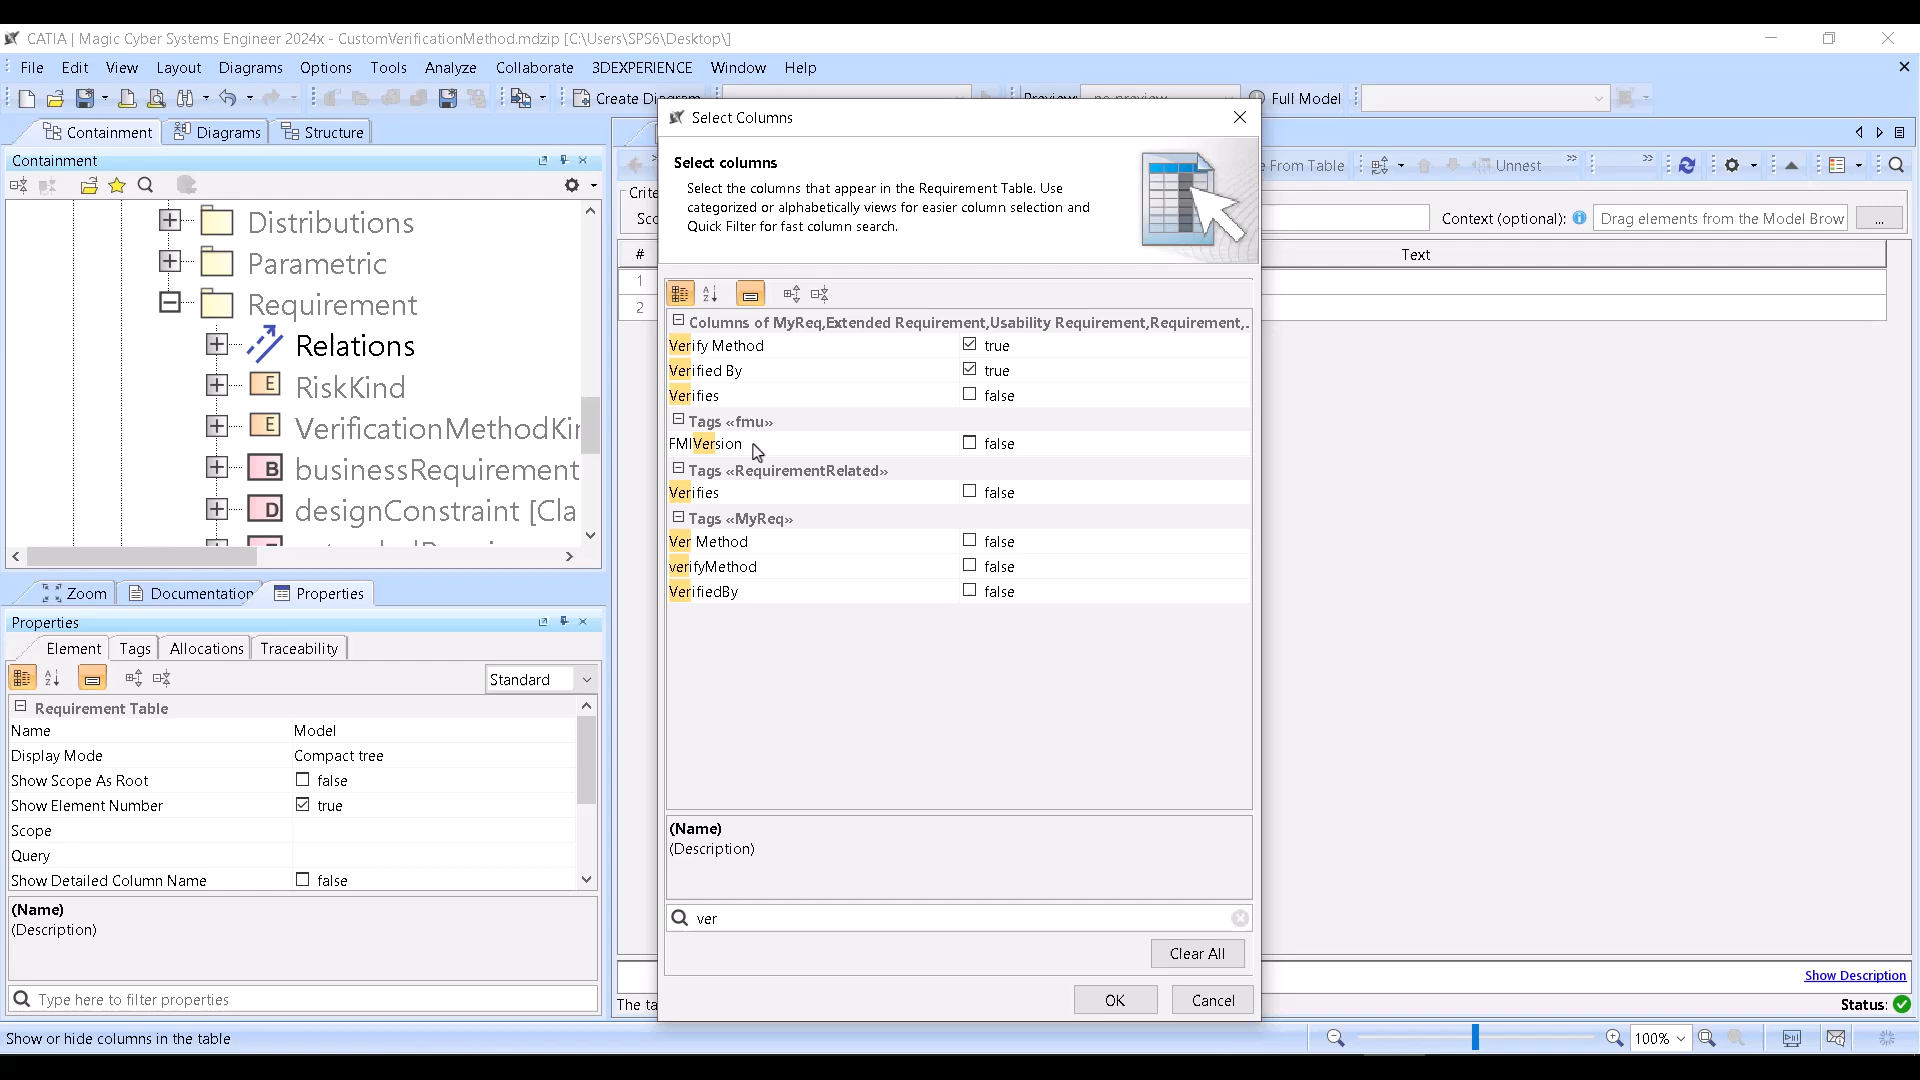 CATIA | Magic Cyber Systems Engineer 2024x - CustomVerificationMethod.mdzip [C:\Users\SPS6\Desktop\]
File Edit View Layout Diagrams Options Tools Analyze Collaborate 3DEXPERIENCE Window Help
Create Diagram
Full Model
Containment Diagrams Structure
Containment
Distributions
Parametric
Requirement
Relations
RiskKind
VerificationMethodKin
businessRequirement
designConstraint [Cla
Zoom Documentation Properties
Properties
Element Tags Allocations Traceability
Standard
Requirement Table
Name Model
Display Mode Compact tree
Show Scope As Root false
Show Element Number true
Scope
Query
Show Detailed Column Name false
(Name)
(Description)
Type here to filter properties
Show or hide columns in the table
Select Columns
Select columns
Select the columns that appear in the Requirement Table. Use
categorized or alphabetically views for easier column selection and
Quick Filter for fast column search.
Columns of MyReq,Extended Requirement,Usability Requirement,Requirement,..
Verify Method true
Verified By true
Verifies false
Tags «fmu»
FMIVersion false
Tags «RequirementRelated»
Verifies false
Tags «MyReq»
Ver Method false
verifyMethod false
VerifiedBy false
(Name)
(Description)
ver
Clear All
OK Cancel
e From Table Unnest
Crite
Sco
Context (optional): Drag elements from the Model Brow ...
# Text
1
2
Show Description
The ta
Status:
100%